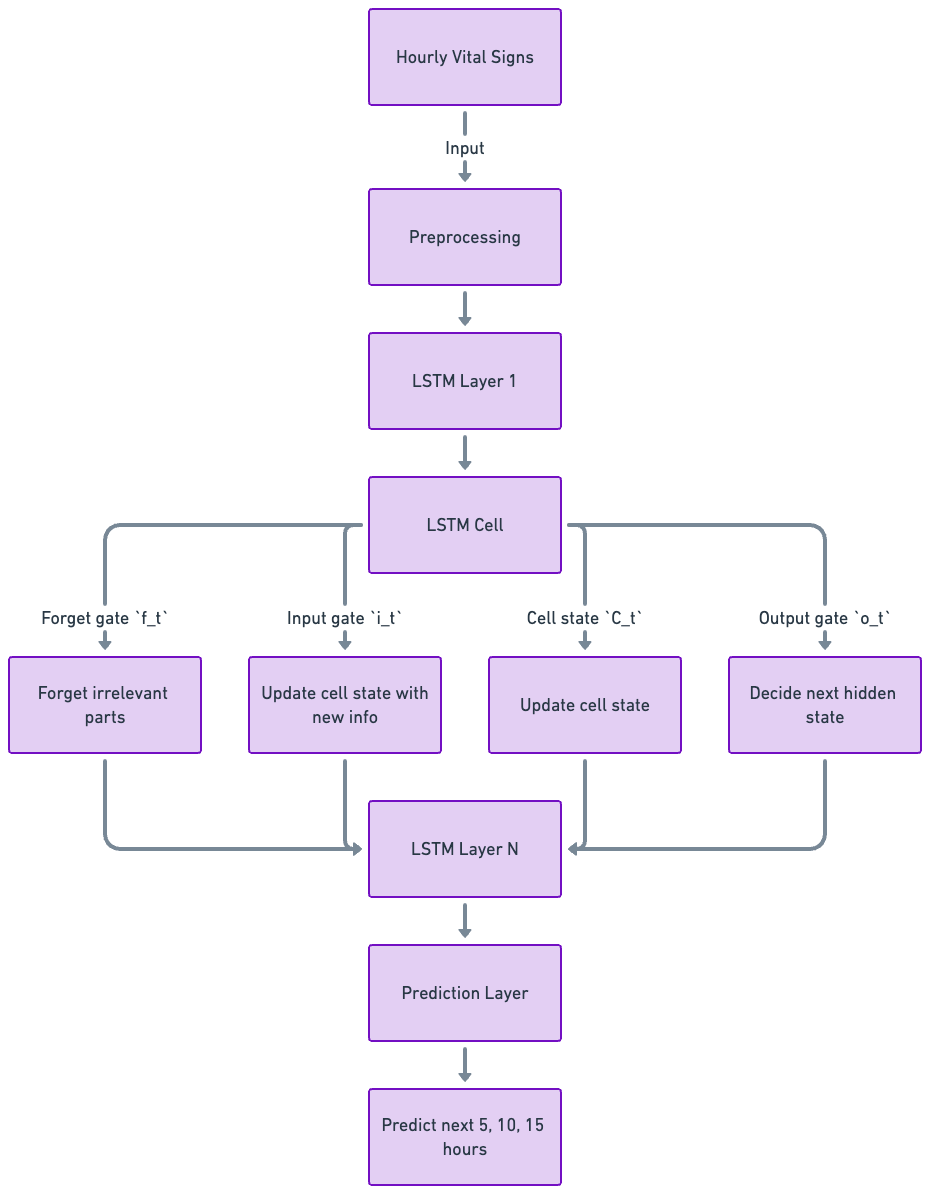 Hourly Vital Signs
Input
Preprocessing
LSTM Layer 1
LSTM Cell
Forget gate `f_t`
Input gate `i_t`
Cell state `C_t`
Output gate `o_t`
Forget irrelevant
parts
Update cell state with
new info
Update cell state
Decide next hidden
state
LSTM Layer N
Prediction Layer
Predict next 5, 10, 15
hours